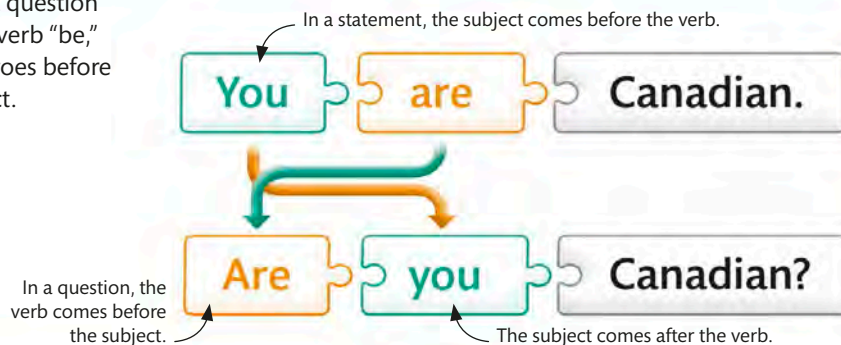 question
verb “be,”
oes before
ct.
In a statement, the subject comes before the verb.
You are Canadian.
Are you Canadian?
In a question, the
verb comes before
the subject.
The subject comes after the verb.